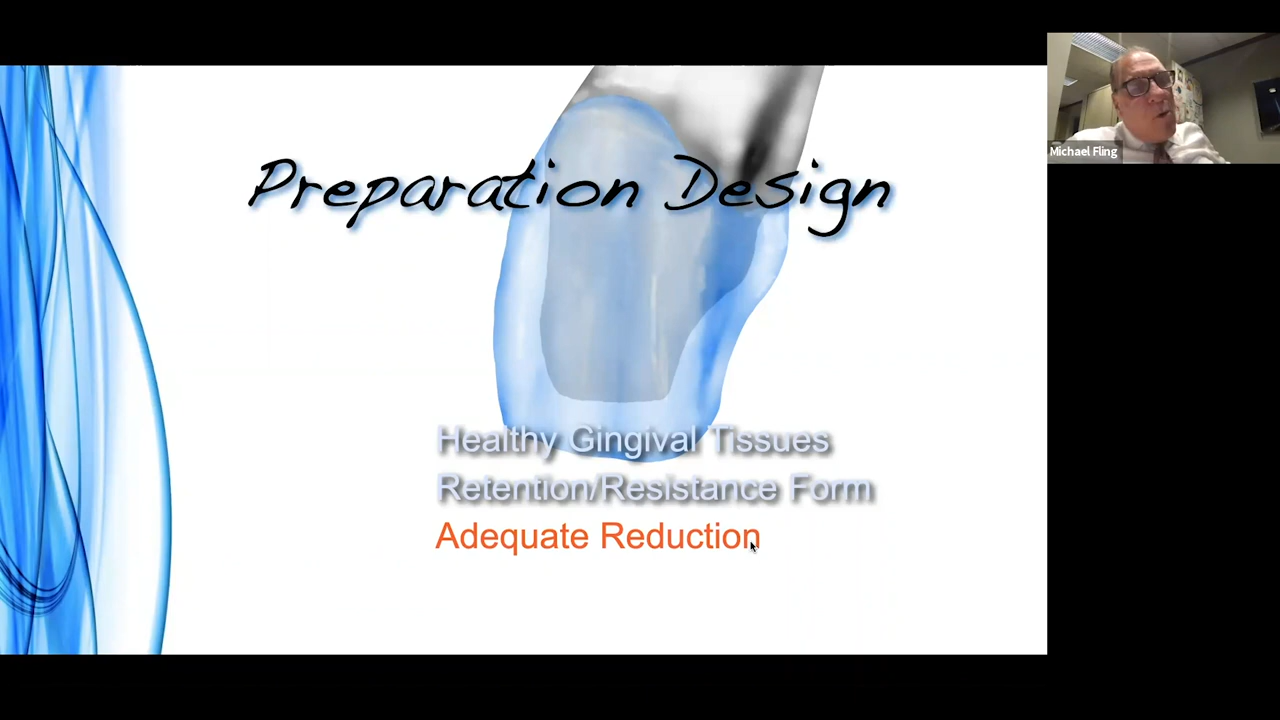 Preparation Design
Michael Fling
Healthy Gingival Tissues
Retention/Resistance Form
Adequate Reduction